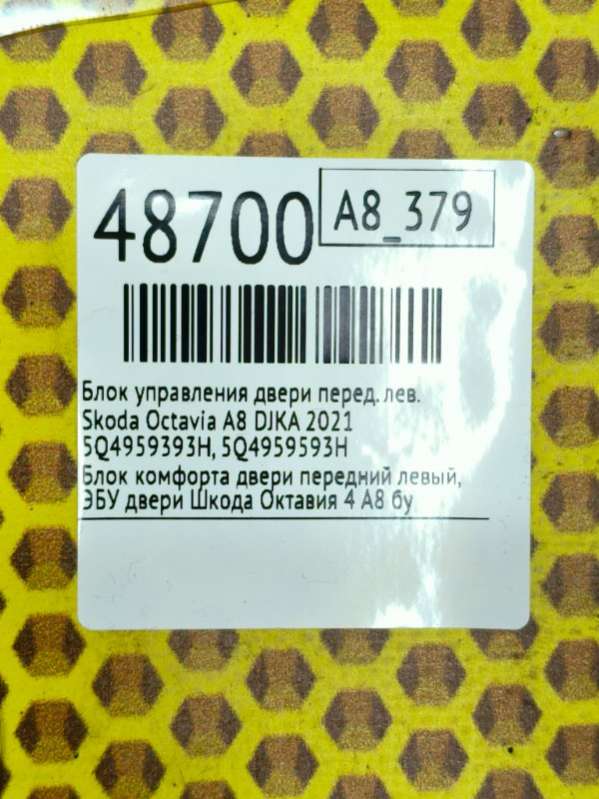 48700
A8_379
Блок управления двери перед. лев.
Skoda Octavia A8 DJKA 2021
5Q4959393H, 5Q4959593H
Блок комфорта двери передний левый,
ЭБУ двери Шкода Октавия 4 А8 бу